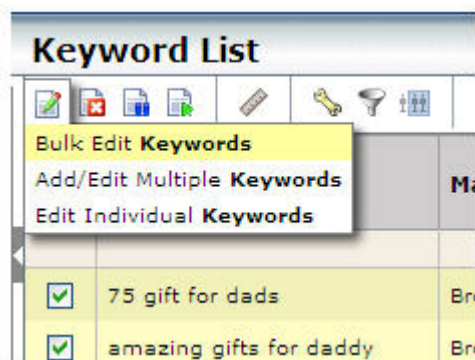 Keyword List
Bulk Edit Keywords
Add/Edit Multiple Keywords
Edit Individual Keywords
75 gift for dads
amazing gifts for daddy